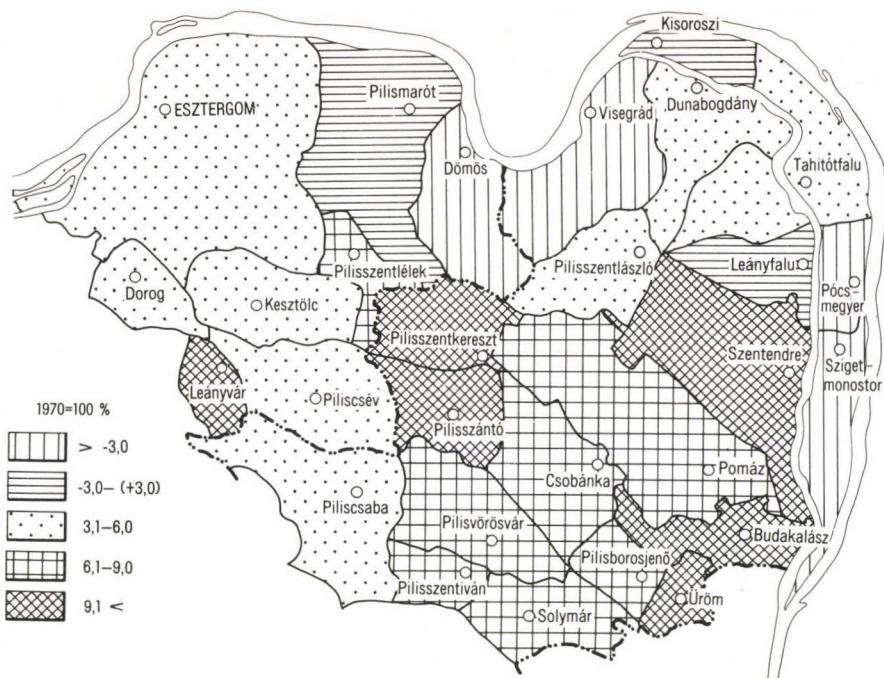 Kisoroszi
ESZTERGOM
Pilismarót
Visegrád
Dunabogdány
Dömös
Tahitótfalu
Pilisszentlélek
Pilisszentlászló
Leányfalu
Dorog
Kesztölc
Pócs-
megyer
Pilisszentkereszt
Szentendre
Sziget-
monostor
Leányvár
Piliscsév
Pilisszántó
1970=100 %
> -3,0
-3,0– (+3,0)
3,1–6,0
6,1–9,0
9,1 <
Csobánka
Pomáz
Piliscsaba
Pilisvörösvár
Budakalász
Pilisborosjenő
Pilisszentiván
Üröm
Solymár